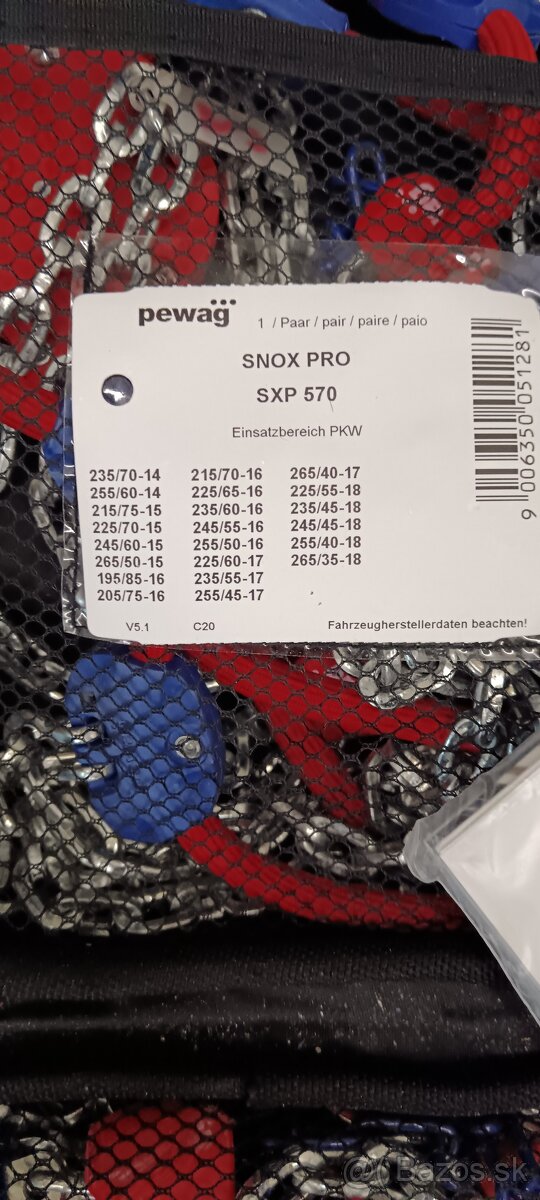 pewag
1 / Paar / pair / paire / paio
SNOX PRO
SXP 570
Einsatzbereich PKW
235/70-14 215/70-16 265/40-17
255/60-14 225/65-16 225/55-18
215/75-15 235/60-16 235/45-18
225/70-15 245/55-16 245/45-18
245/60-15 255/50-16 255/40-18
265/50-15 225/60-17 265/35-18
195/85-16 235/55-17
205/75-16 255/45-17
V5.1 C20 Fahrzeugherstellerdaten beachten!
9 006350 051281
@ Bazos.sk